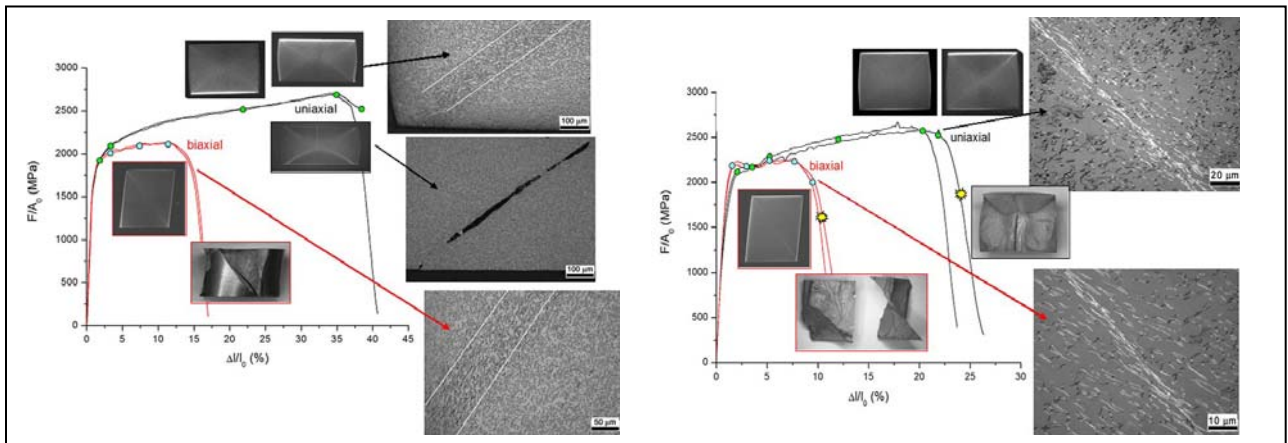 3000
2500
2000
1500
1000
500
0
F/A₀ (MPa)
0 5 10 15 20 25 30 35 40 45
Δl/l₀ (%)
uniaxial
biaxial
100 µm
100 µm
50 µm
3000
2500
2000
1500
1000
500
0
F/A₀ (MPa)
0 5 10 15 20 25 30
Δl/l₀ (%)
uniaxial
biaxial
20 µm
10 µm